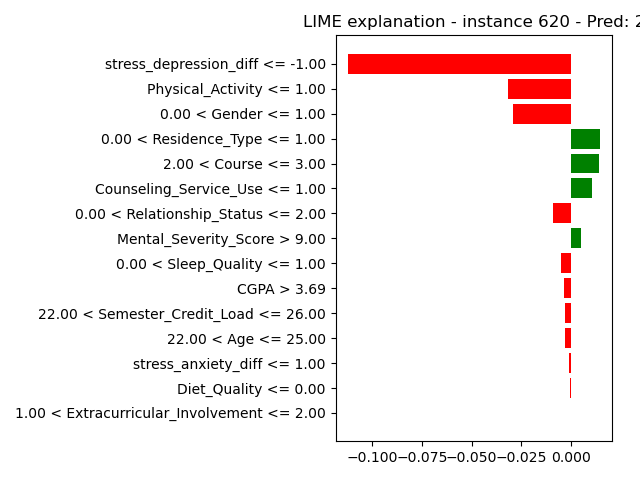 LIME explanation - instance 620 - Pred: 2
stress_depression_diff <= -1.00
Physical_Activity <= 1.00
0.00 < Gender <= 1.00
0.00 < Residence_Type <= 1.00
2.00 < Course <= 3.00
Counseling_Service_Use <= 1.00
0.00 < Relationship_Status <= 2.00
Mental_Severity_Score > 9.00
0.00 < Sleep_Quality <= 1.00
CGPA > 3.69
22.00 < Semester_Credit_Load <= 26.00
22.00 < Age <= 25.00
stress_anxiety_diff <= 1.00
Diet_Quality <= 0.00
1.00 < Extracurricular_Involvement <= 2.00
−0.100 −0.075 −0.050 −0.025 0.000